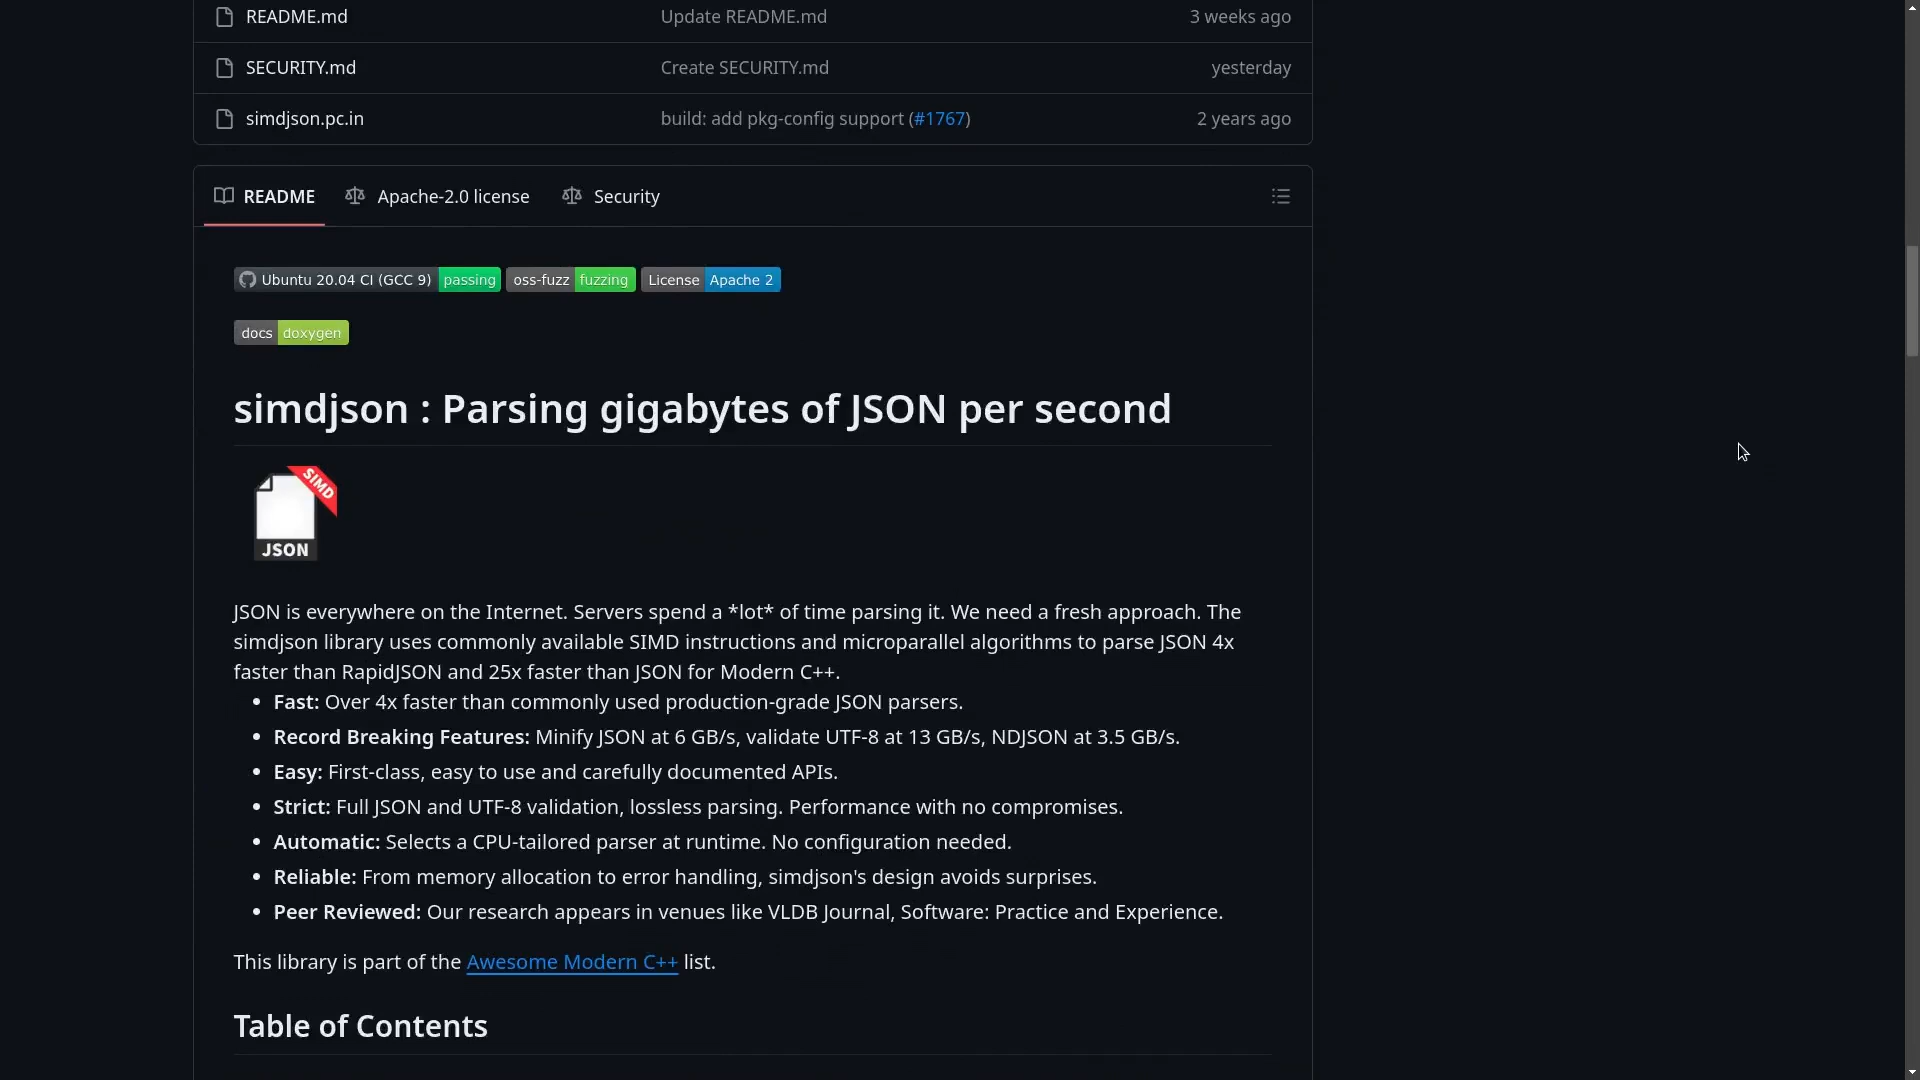 README.md Update README.md 3 weeks ago
SECURITY.md Create SECURITY.md yesterday
simdjson.pc.in build: add pkg-config support (#1767) 2 years ago
README Apache-2.0 license Security
Ubuntu 20.04 CI (GCC 9) passing oss-fuzz fuzzing License Apache 2
docs doxygen
simdjson : Parsing gigabytes of JSON per second
SIMD
JSON
JSON is everywhere on the Internet. Servers spend a *lot* of time parsing it. We need a fresh approach. The
simdjson library uses commonly available SIMD instructions and microparallel algorithms to parse JSON 4x
faster than RapidJSON and 25x faster than JSON for Modern C++.
• Fast: Over 4x faster than commonly used production-grade JSON parsers.
• Record Breaking Features: Minify JSON at 6 GB/s, validate UTF-8 at 13 GB/s, NDJSON at 3.5 GB/s.
• Easy: First-class, easy to use and carefully documented APIs.
• Strict: Full JSON and UTF-8 validation, lossless parsing. Performance with no compromises.
• Automatic: Selects a CPU-tailored parser at runtime. No configuration needed.
• Reliable: From memory allocation to error handling, simdjson's design avoids surprises.
• Peer Reviewed: Our research appears in venues like VLDB Journal, Software: Practice and Experience.
This library is part of the Awesome Modern C++ list.
Table of Contents